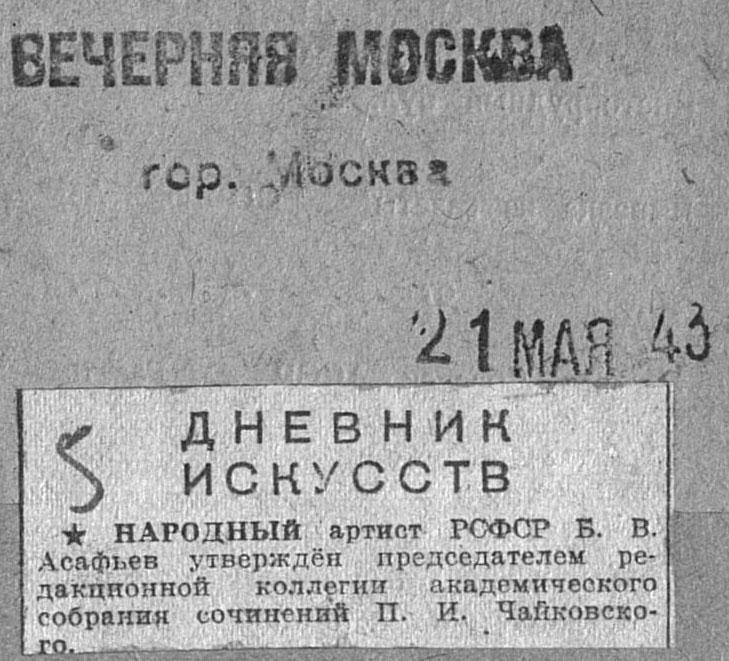 ВЕЧЕРНЯЯ МОСКВА
гор. Москва
21 МАЯ 43
5
ДНЕВНИК
ИСКУССТВ
★ НАРОДНЫЙ артист РСФСР Б. В.
Асафьев утверждён председателем ре-
дакционной коллегии академического
собрания сочинений П. И. Чайковско-
го.